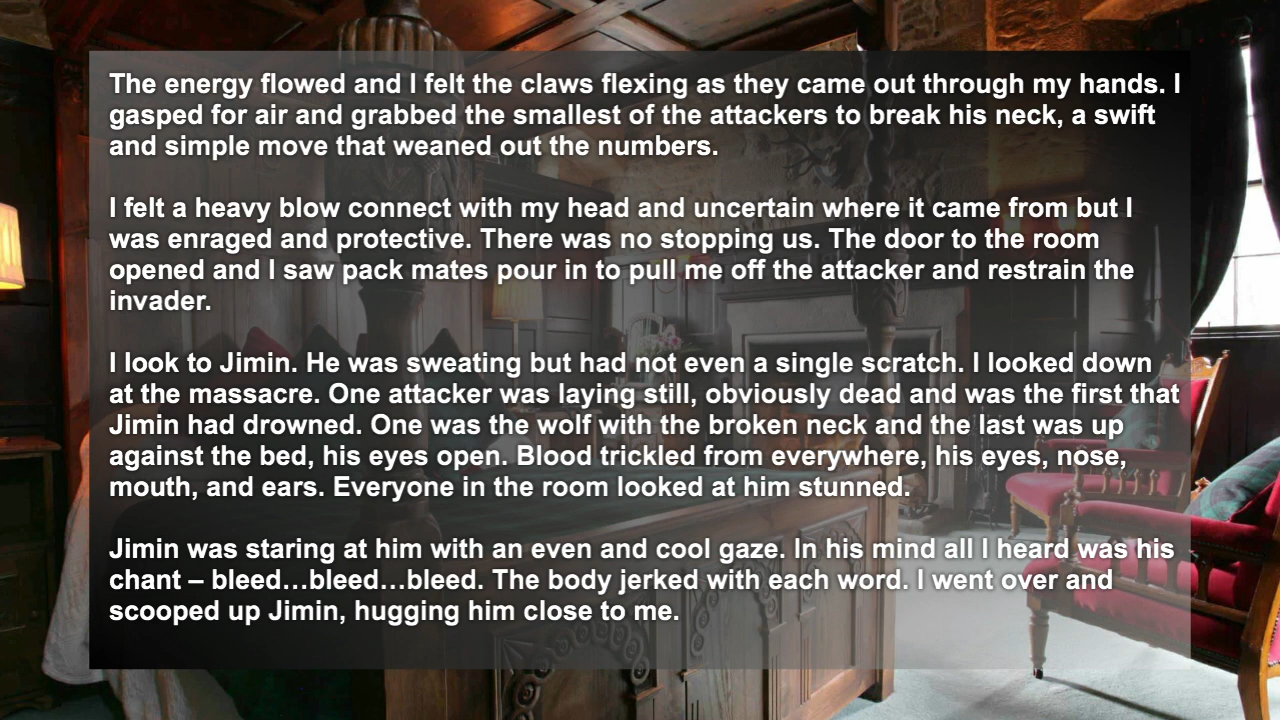 The energy flowed and I felt the claws flexing as they came out through my hands. I
gasped for air and grabbed the smallest of the attackers to break his neck, a swift
and simple move that weaned out the numbers.
I felt a heavy blow connect with my head and uncertain where it came from but I
was enraged and protective. There was no stopping us. The door to the room
opened and I saw pack mates pour in to pull me off the attacker and restrain the
invader.
I look to Jimin. He was sweating but had not even a single scratch. I looked down
at the massacre. One attacker was laying still, obviously dead and was the first that
Jimin had drowned. One was the wolf with the broken neck and the last was up
against the bed, his eyes open. Blood trickled from everywhere, his eyes, nose,
mouth, and ears. Everyone in the room looked at him stunned.
Jimin was staring at him with an even and cool gaze. In his mind all I heard was his
chant – bleed…bleed…bleed. The body jerked with each word. I went over and
scooped up Jimin, hugging him close to me.